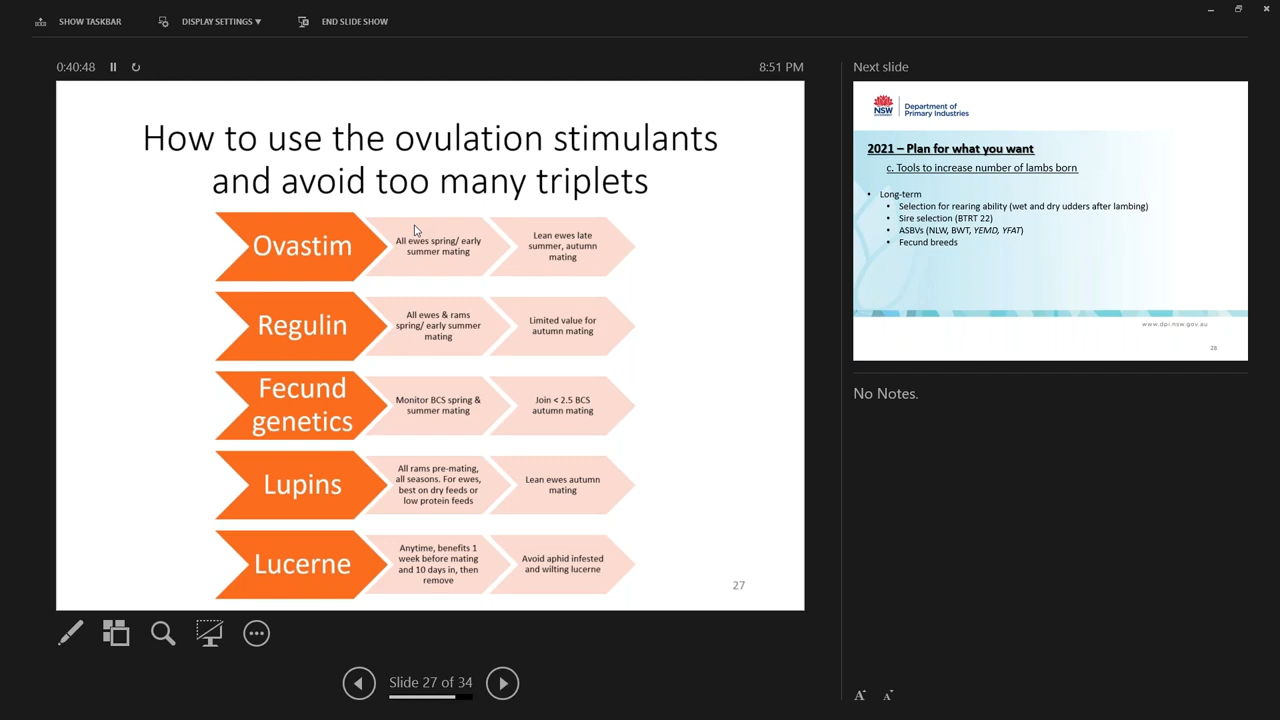 SHOW TASKBAR
DISPLAY SETTINGS ▼
END SLIDE SHOW
0:40:48
8:51 PM
How to use the ovulation stimulants
and avoid too many triplets
Ovastim
All ewes spring/ early
summer mating
Lean ewes late
summer, autumn
mating
Regulin
All ewes & rams
spring/ early summer
mating
Limited value for
autumn mating
Fecund
genetics
Monitor BCS spring &
summer mating
Join < 2.5 BCS
autumn mating
Lupins
All rams pre-mating,
all seasons. For ewes,
best on dry feeds or
low protein feeds
Lean ewes autumn
mating
Lucerne
Anytime, benefits 1
week before mating
and 10 days in, then
remove
Avoid aphid infested
and wilting lucerne
27
Slide 27 of 34
Next slide
NSW
GOVERNMENT
Department of
Primary Industries
2021 – Plan for what you want
c. Tools to increase number of lambs born
• Long-term
• Selection for rearing ability (wet and dry udders after lambing)
• Sire selection (BTRT 22)
• ASBVs (NLW, BWT, YEMD, YFAT)
• Fecund breeds
www.dpi.nsw.gov.au
28
No Notes.
A A